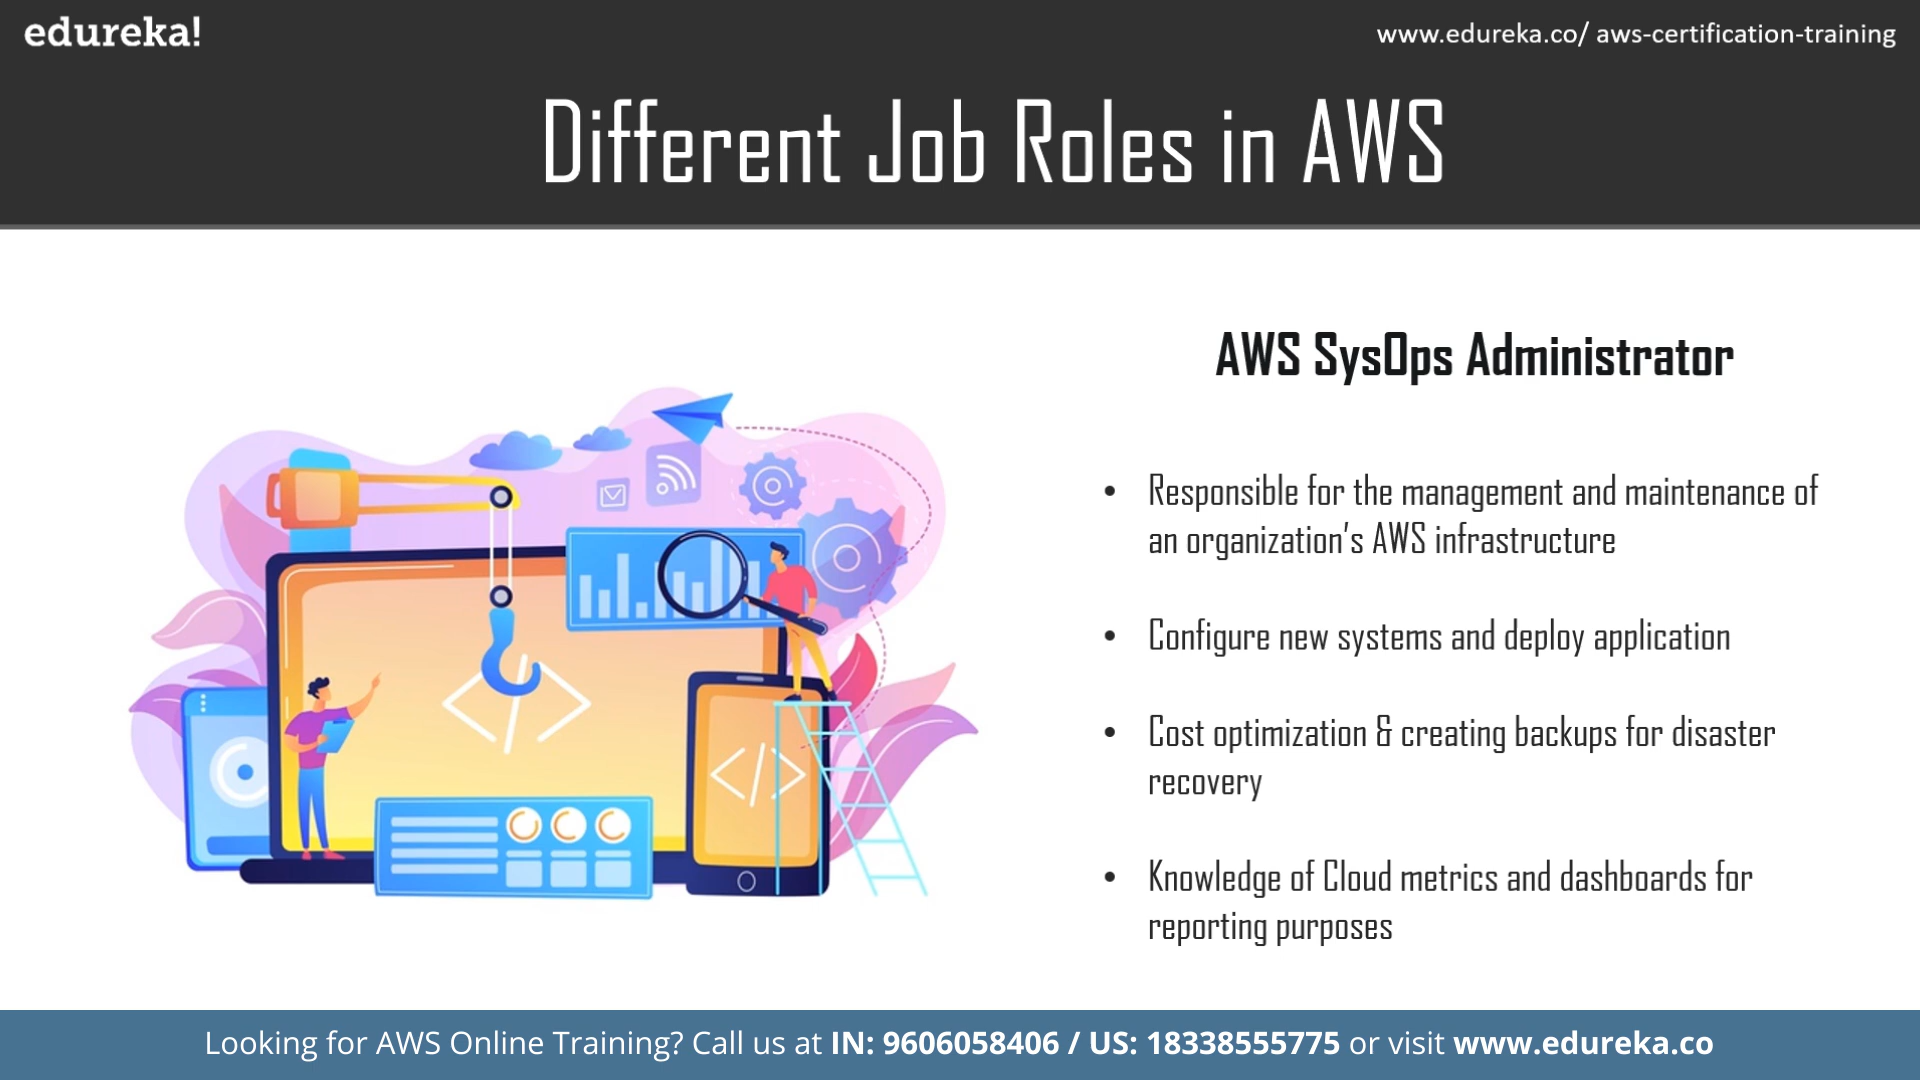 edureka!
www.edureka.co/ aws-certification-training
Different Job Roles in AWS
AWS SysOps Administrator
• Responsible for the management and maintenance of
an organization's AWS infrastructure
• Configure new systems and deploy application
• Cost optimization & creating backups for disaster
recovery
• Knowledge of Cloud metrics and dashboards for
reporting purposes
</>
</>
Looking for AWS Online Training? Call us at IN: 9606058406 / US: 18338555775 or visit www.edureka.co